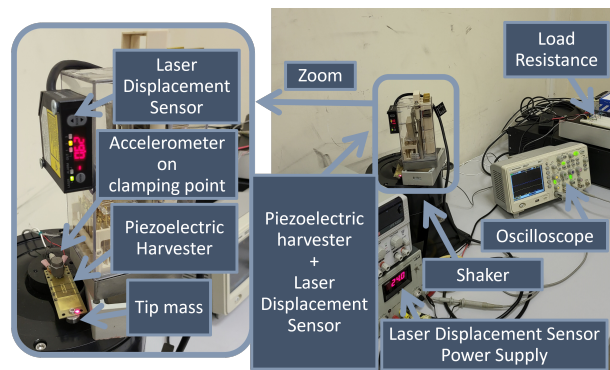 Laser
Displacement
Sensor
Accelerometer
on
clamping point
Piezoelectric
Harvester
Tip mass
Zoom
Piezoelectric
harvester
+
Laser
Displacement
Sensor
Load
Resistance
Oscilloscope
Shaker
Laser Displacement Sensor
Power Supply